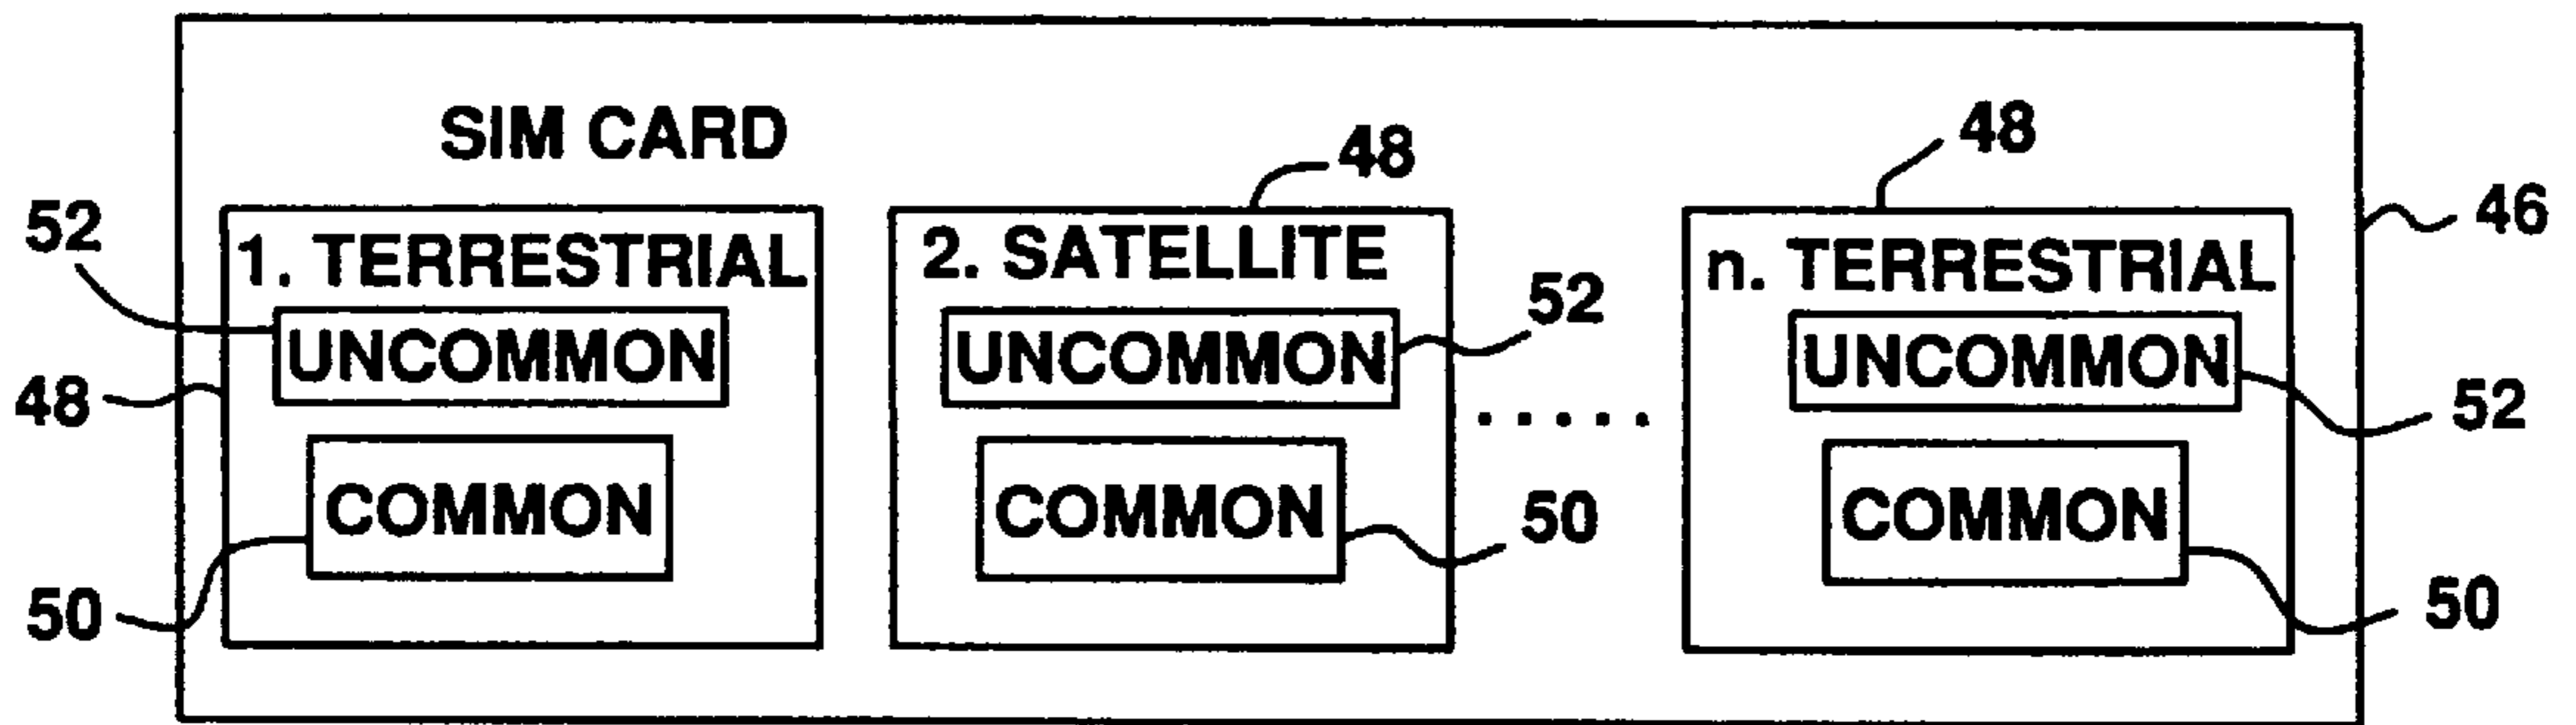 SIM CARD
48
48
46
52
1. TERRESTRIAL
2. SATELLITE
n. TERRESTRIAL
52
UNCOMMON
UNCOMMON
UNCOMMON
48
52
COMMON
COMMON
50
COMMON
50
50